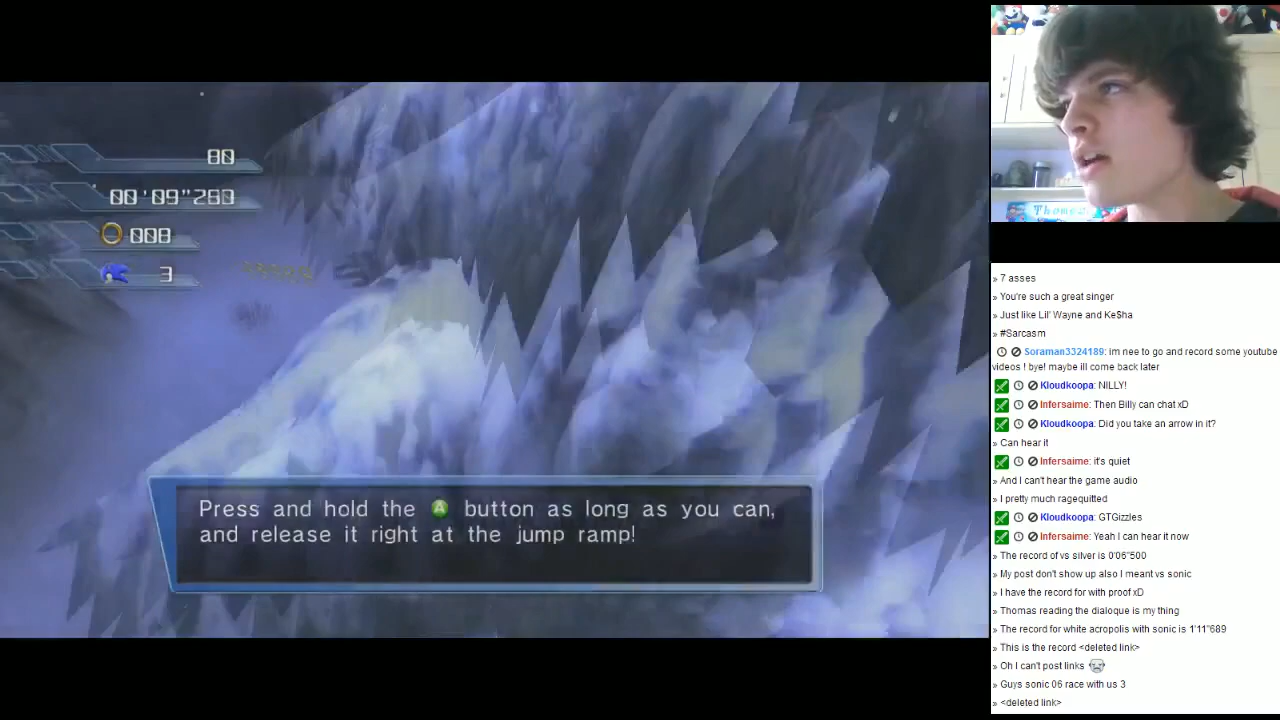 80
00'09"260
008
3
Press and hold the A button as long as you can,
and release it right at the jump ramp!
Thomas
» 7 asses
» You're such a great singer
» Just like Lil' Wayne and Ke$ha
» #Sarcasm
Soraman3324189: im nee to go and record some youtube
videos ! bye! maybe ill come back later
Kloudkoopa: NILLY!
Infersaime: Then Billy can chat xD
Kloudkoopa: Did you take an arrow in it?
» Can hear it
Infersaime: it's quiet
» And I can't hear the game audio
» I pretty much ragequitted
Kloudkoopa: GTGizzles
Infersaime: Yeah I can hear it now
» The record of vs silver is 0'06"500
» My post don't show up also I meant vs sonic
» I have the record for with proof xD
» Thomas reading the dialogue is my thing
» The record for white acropolis with sonic is 1'11"689
» This is the record <deleted link>
» Oh I can't post links
» Guys sonic 06 race with us 3
» <deleted link>